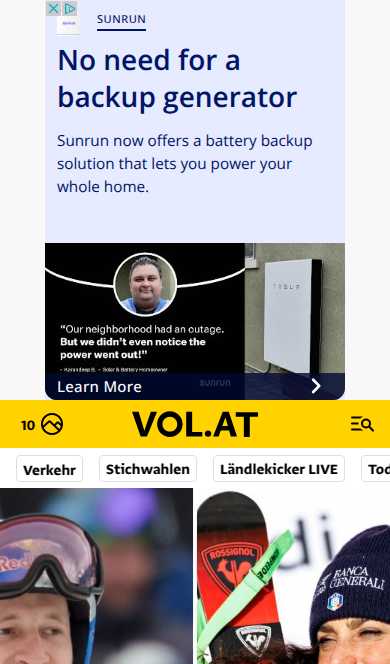 SUNRUN
No need for a
backup generator
Sunrun now offers a battery backup
solution that lets you power your
whole home.
TESLA
“Our neighborhood had an outage.
But we didn’t even notice the
power went out!”
- Karandeep B. - Solar & Battery Homeowner
Learn More
sunrun
10
VOL.AT
Verkehr
Stichwahlen
Ländlekicker LIVE
Tod
Red
ROSSIGNOL
ROSSIGNOL
BANCA
GENERALI